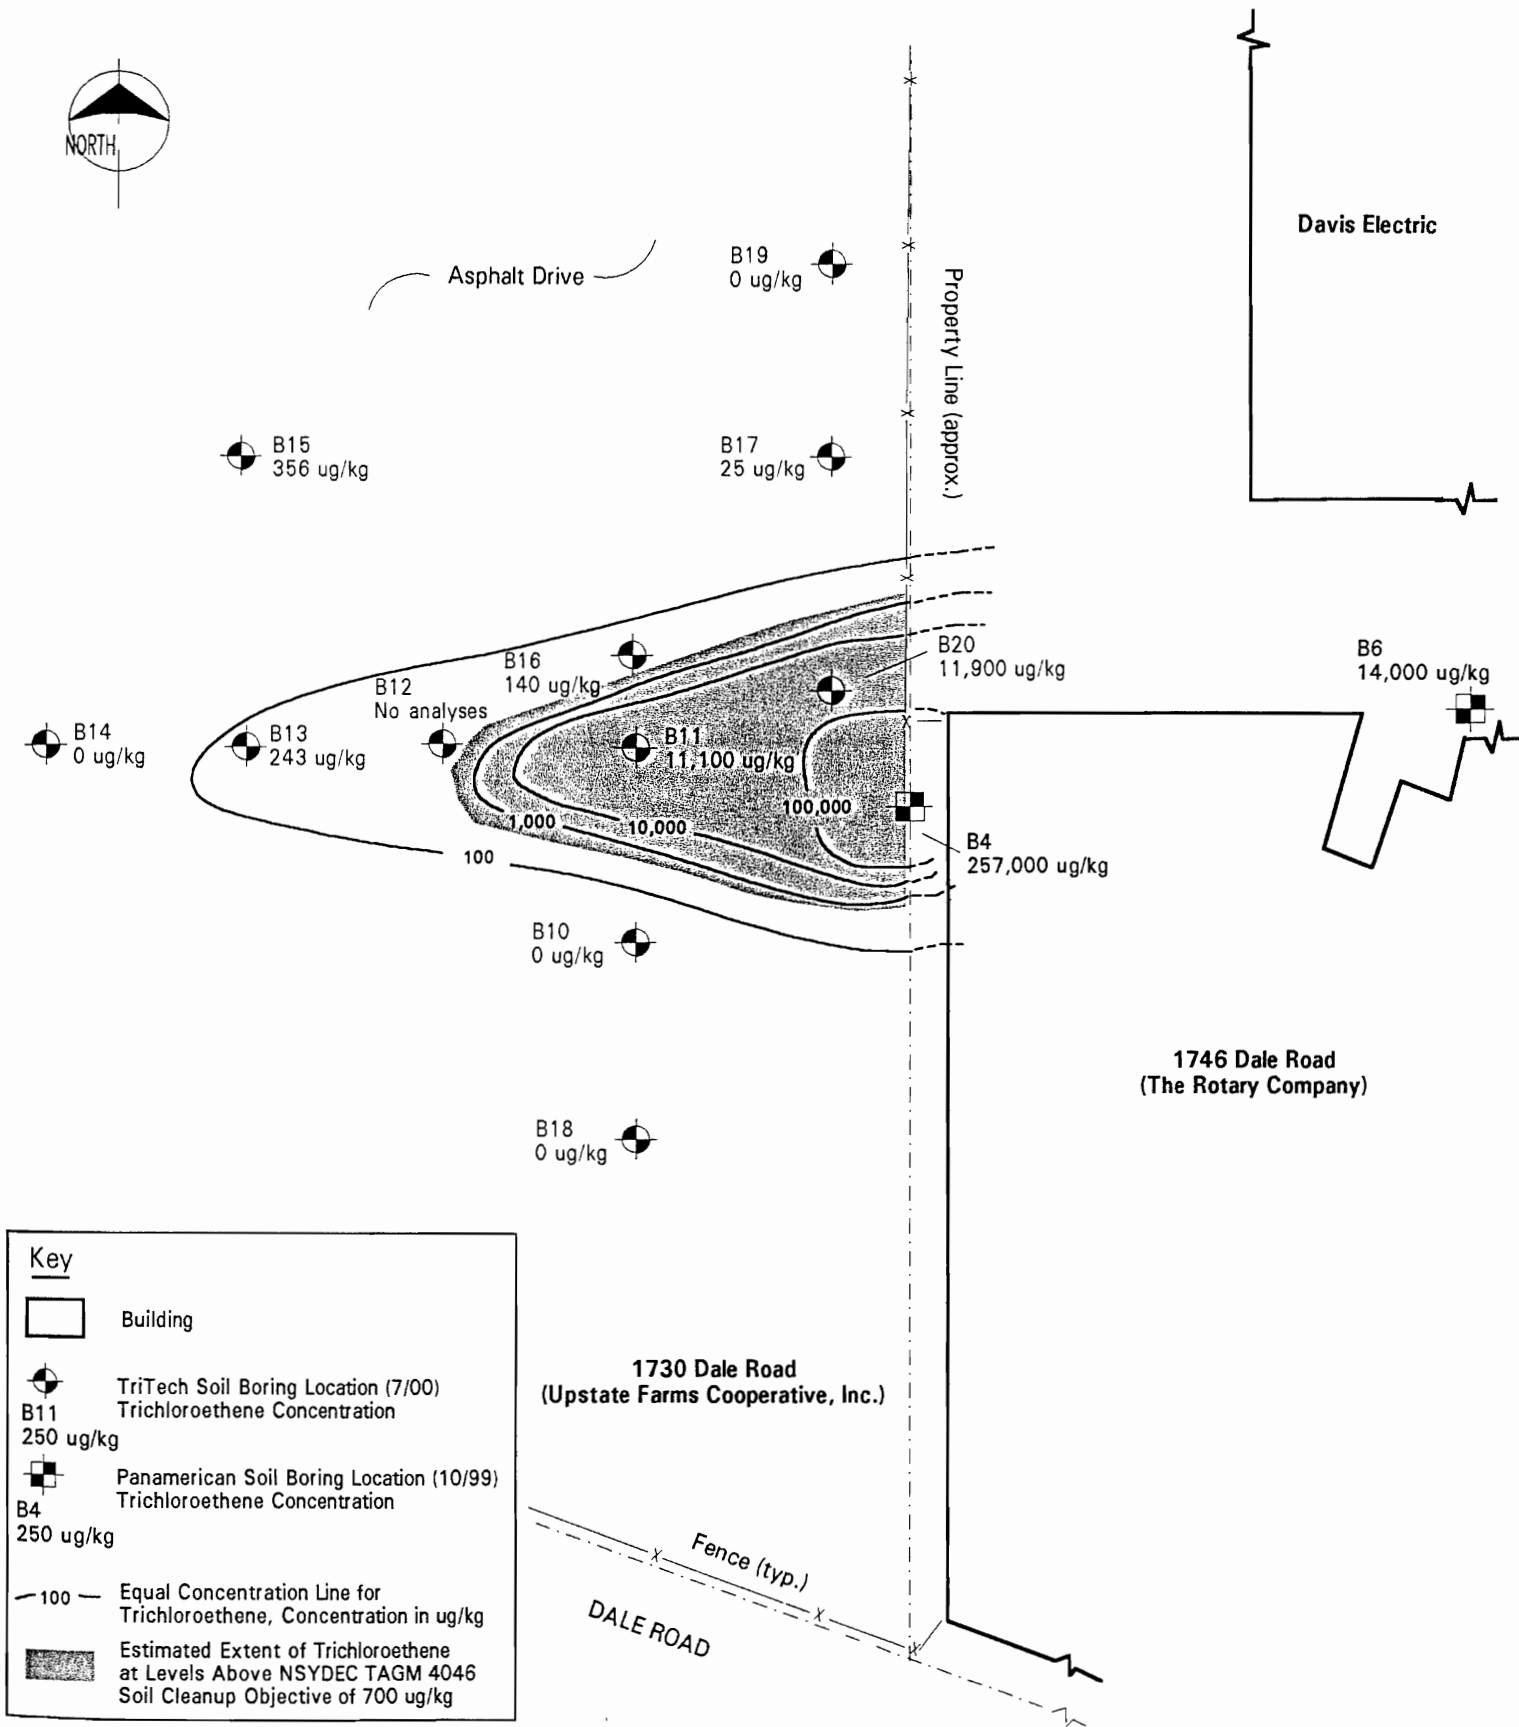 NORTH
Davis Electric
Asphalt Drive
B19
0 ug/kg
Property Line (approx.)
B15
356 ug/kg
B17
25 ug/kg
B20
11,900 ug/kg
B6
14,000 ug/kg
B16
140 ug/kg
B12
No analyses
B14
0 ug/kg
B13
243 ug/kg
B11
11,100 ug/kg
100,000
1,000
10,000
100
B4
257,000 ug/kg
B10
0 ug/kg
1746 Dale Road
(The Rotary Company)
B18
0 ug/kg
1730 Dale Road
(Upstate Farms Cooperative, Inc.)
Fence (typ.)
DALE ROAD
Key
Building
TriTech Soil Boring Location (7/00)
Trichloroethene Concentration
B11
250 ug/kg
Panamerican Soil Boring Location (10/99)
Trichloroethene Concentration
B4
250 ug/kg
100
Equal Concentration Line for
Trichloroethene, Concentration in ug/kg
Estimated Extent of Trichloroethene
at Levels Above NSYDEC TAGM 4046
Soil Cleanup Objective of 700 ug/kg